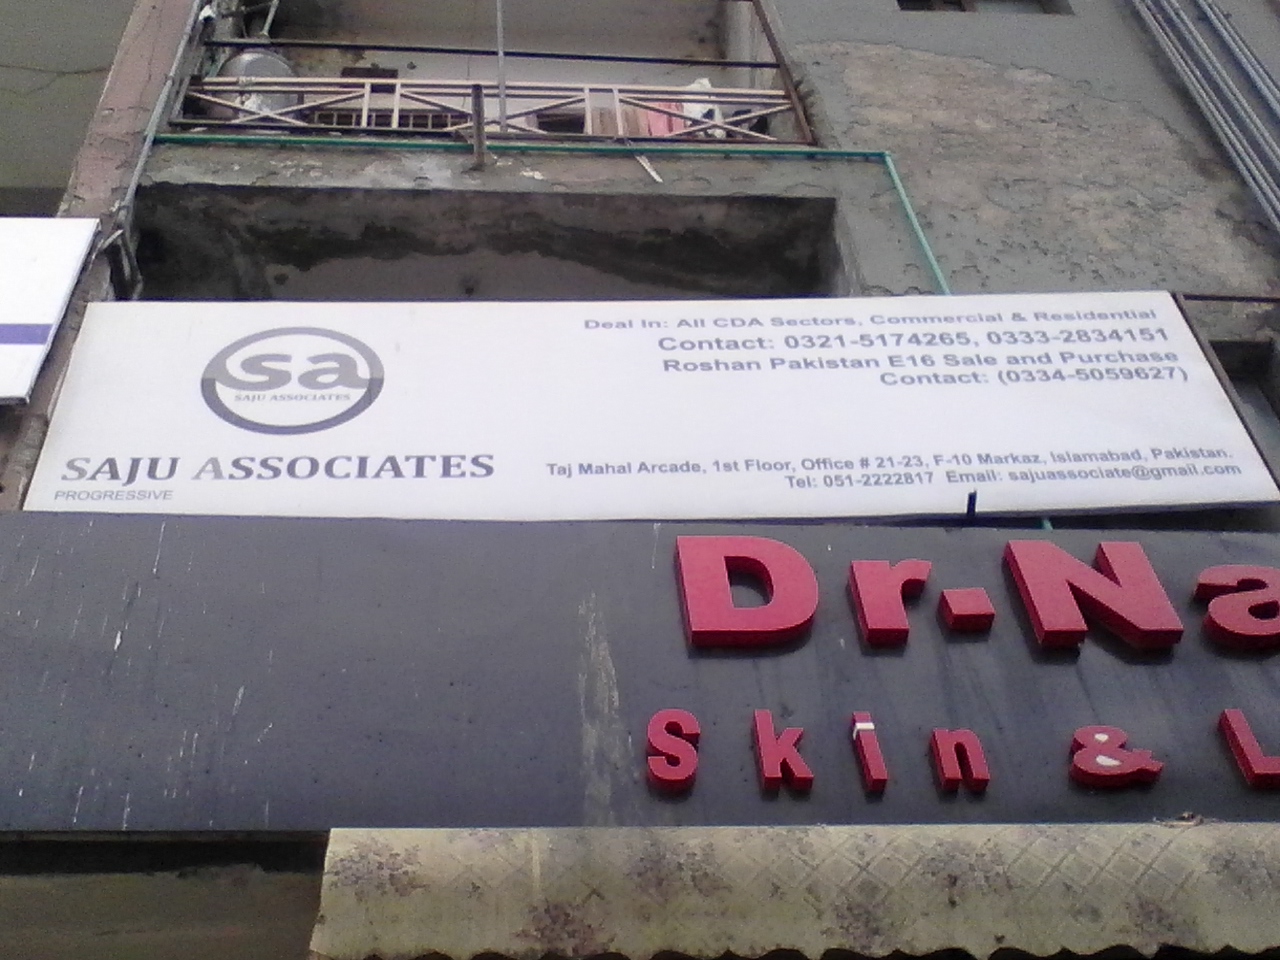 sa
SAJU ASSOCIATES
SAJU ASSOCIATES
PROGRESSIVE
Deal In: All CDA Sectors, Commercial & Residential
Contact: 0321-5174265, 0333-2834151
Roshan Pakistan E16 Sale and Purchase
Contact: (0334-5059627)
Taj Mahal Arcade, 1st Floor, Office # 21-23, F-10 Markaz, Islamabad, Pakistan.
Tel: 051-2222817 Email: sajuassociate@gmail.com
Dr.Na
Skin & L